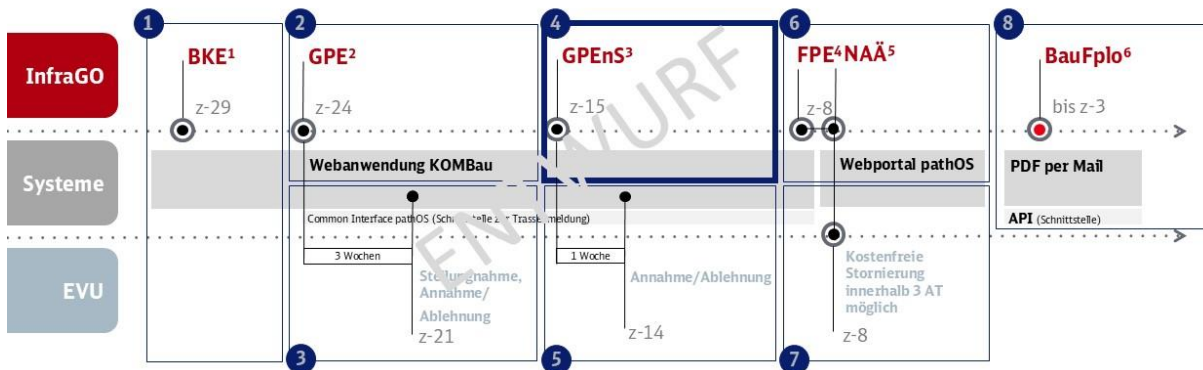 1
2
4
6
8
InfraGO
BKE¹
GPE²
GPEnS³
FPE⁴NAÄ⁵
BauFplo⁶
z-29
z-24
z-15
z-8
bis z-3
Systeme
Webanwendung KOMBau
Webportal pathOS
PDF per Mail
Common Interface pathOS (Schnittstelle zur Trassenmeldung)
API (Schnittstelle)
ENTWURF
EVU
3 Wochen
1 Woche
Stellungnahme,
Annahme/
Ablehnung
z-21
Annahme/Ablehnung
z-14
Kostenfreie
Stornierung
innerhalb 3 AT
möglich
z-8
3
5
7